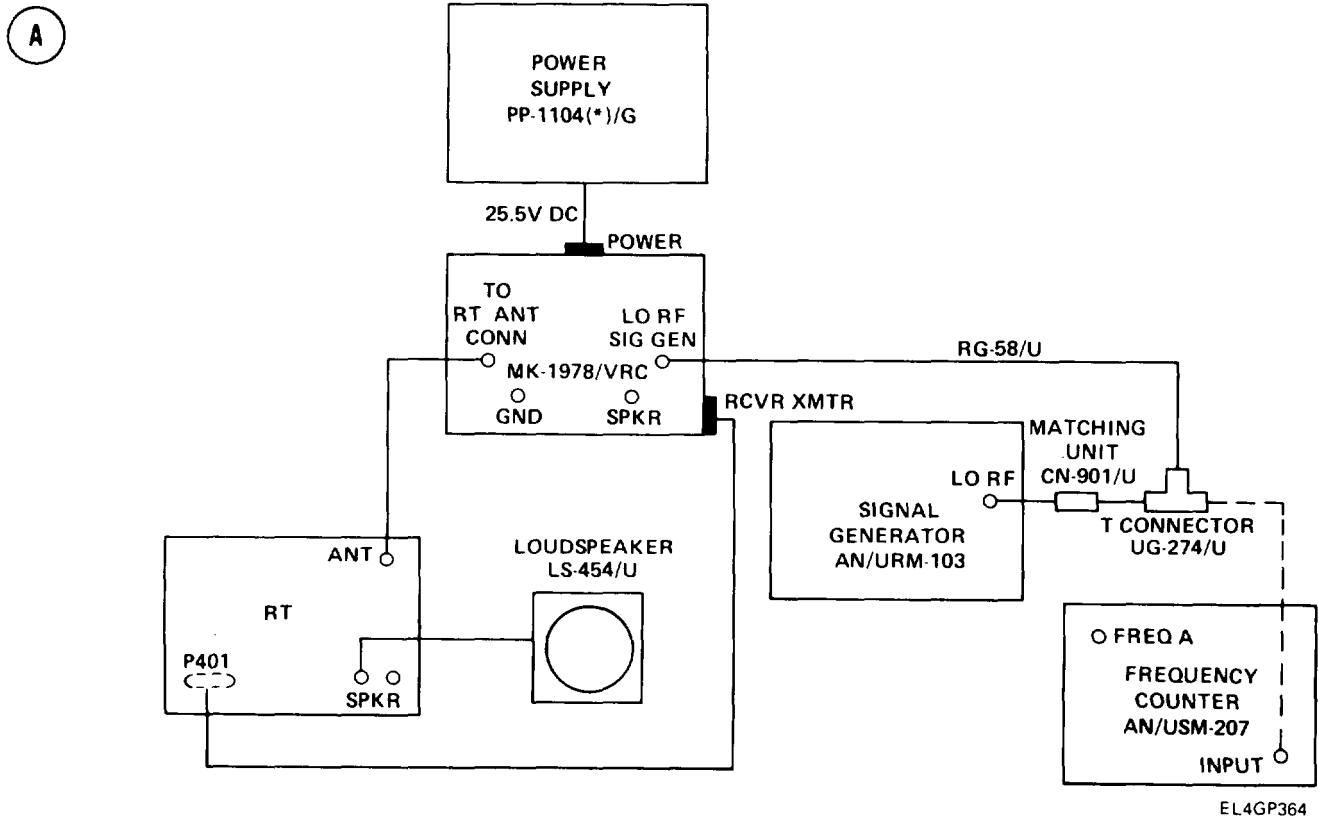 A
POWER
SUPPLY
PP-1104(*)/G
25.5V DC
POWER
TO
RT ANT
CONN
LO RF
SIG GEN
MK-1978/VRC
GND
SPKR
RCVR XMTR
RG-58/U
MATCHING
UNIT
CN-901/U
LO RF
SIGNAL
GENERATOR
AN/URM-103
T CONNECTOR
UG-274/U
ANT
RT
P401
SPKR
LOUDSPEAKER
LS-454/U
FREQ A
FREQUENCY
COUNTER
AN/USM-207
INPUT
EL4GP364